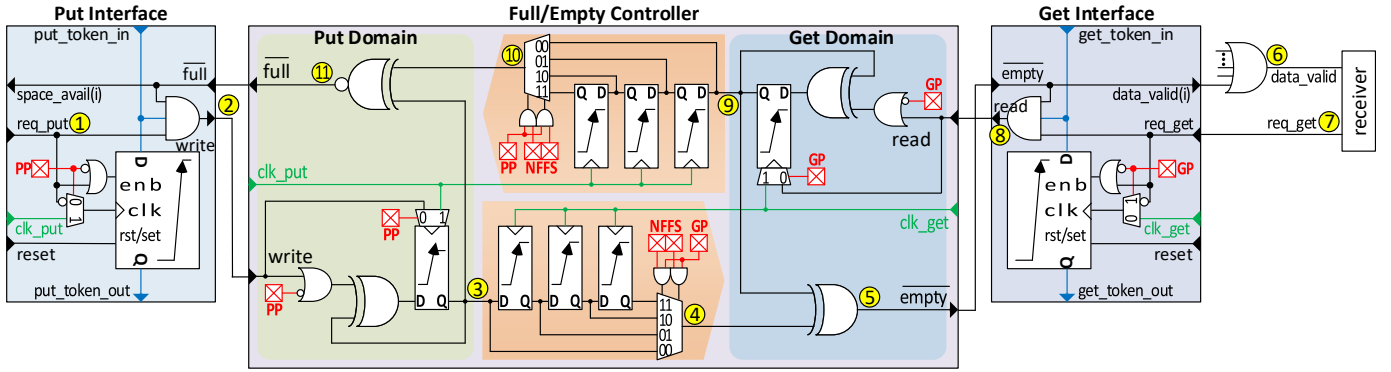 Put Interface
Full/Empty Controller
Get Interface
put_token_in
full
space_avail(i)
req_put
1
2
write
PP
D
enb
clk
0 1
rst/set
clk_put
reset
Q
put_token_out
Put Domain
full
11
clk_put
PP
0 1
write
PP
D Q
3
10
00
01
10
11
Q D
Q D
Q D
PP
NFFS
9
Get Domain
Q D
GP
read
1 0
GP
clk_get
D Q
D Q
D Q
NFFS
GP
11
10
01
00
4
5
empty
get_token_in
empty
read
8
data_valid(i)
req_get
D
enb
clk
0 1
rst/set
GP
clk_get
reset
Q
get_token_out
6
data_valid
req_get
7
receiver